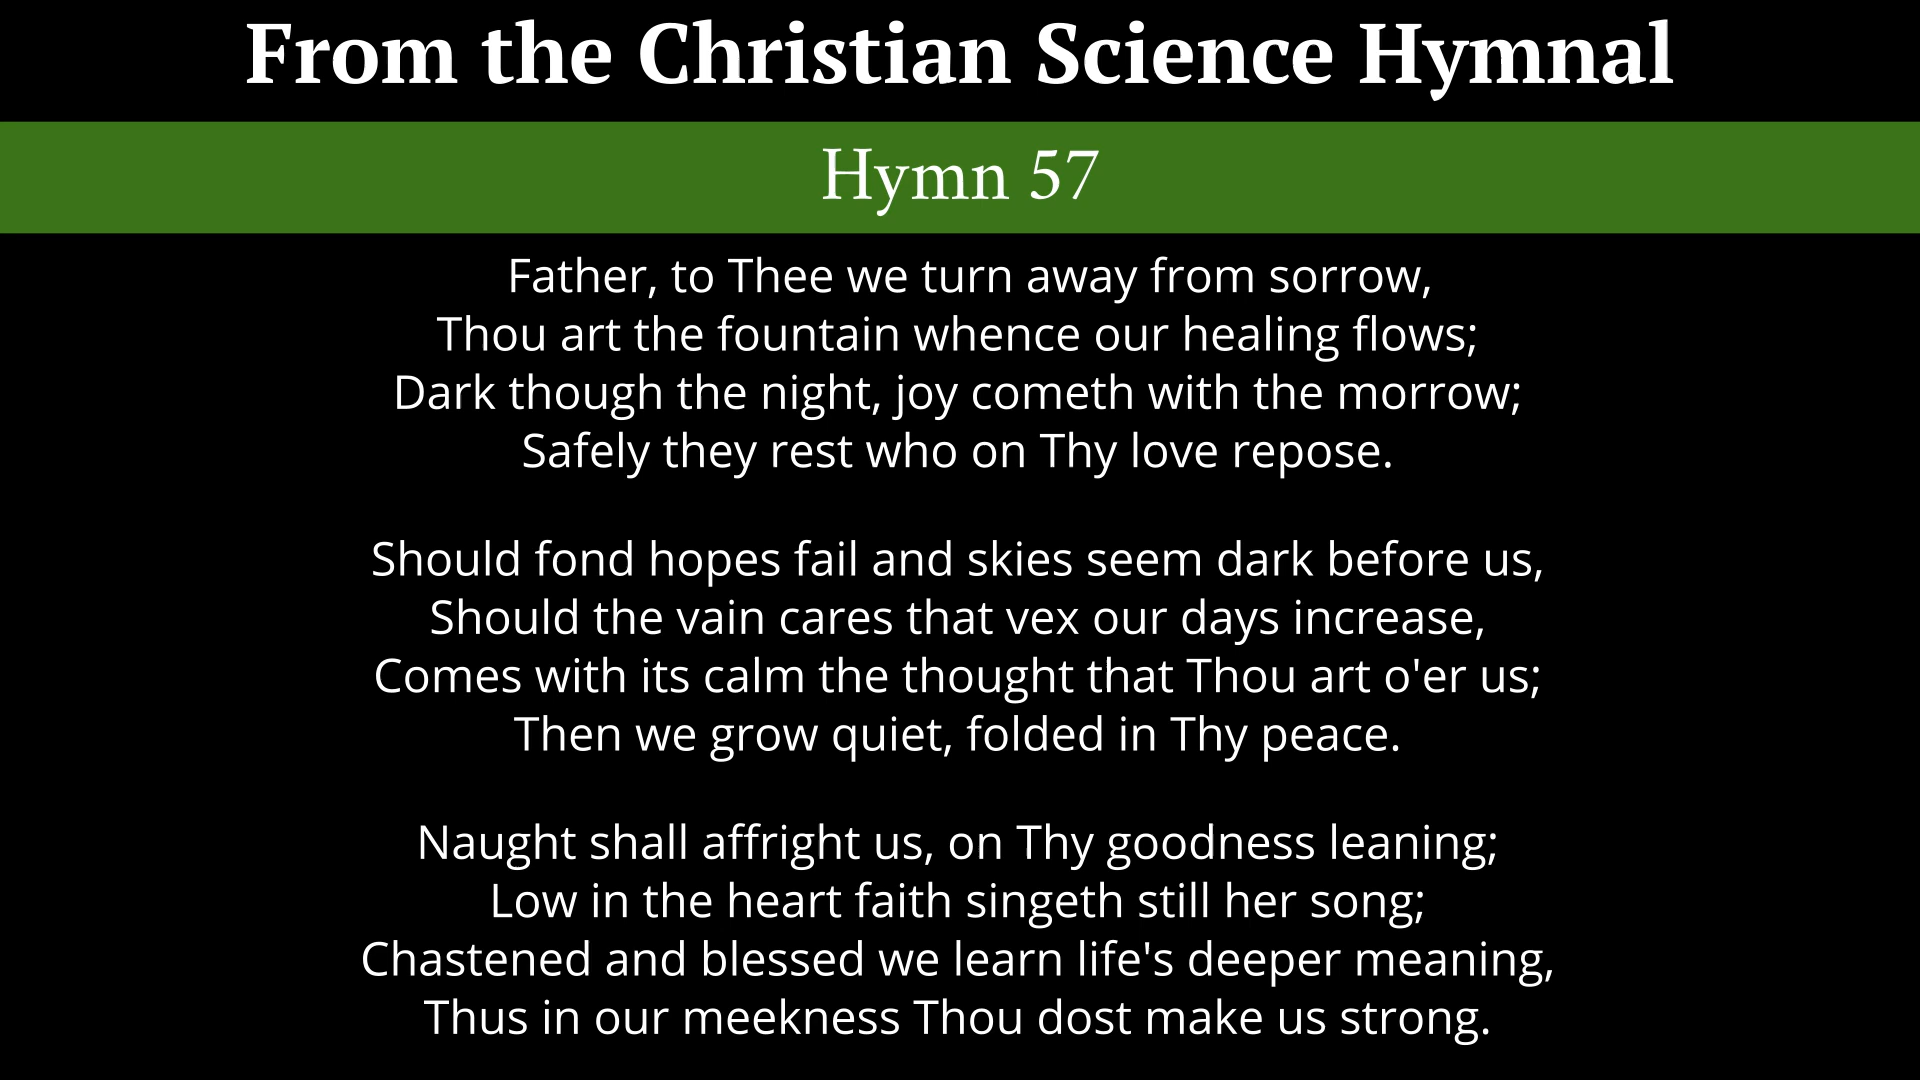 From the Christian Science Hymnal
Hymn 57
Father, to Thee we turn away from sorrow,
Thou art the fountain whence our healing flows;
Dark though the night, joy cometh with the morrow;
Safely they rest who on Thy love repose.
Should fond hopes fail and skies seem dark before us,
Should the vain cares that vex our days increase,
Comes with its calm the thought that Thou art o'er us;
Then we grow quiet, folded in Thy peace.
Naught shall affright us, on Thy goodness leaning;
Low in the heart faith singeth still her song;
Chastened and blessed we learn life's deeper meaning,
Thus in our meekness Thou dost make us strong.